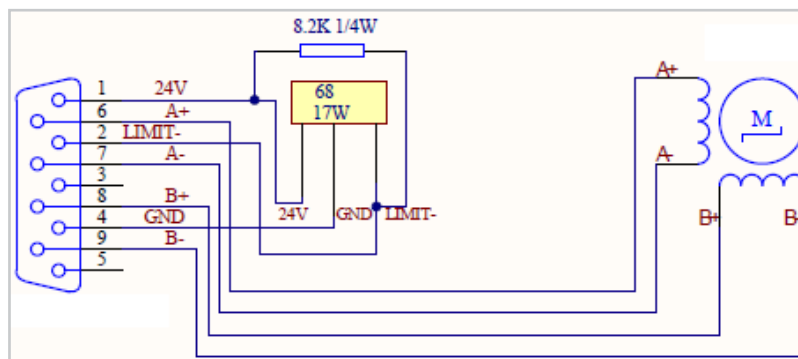 8.2K 1/4W
1 24V
6 A+
2 LIMIT-
7 A-
3
8 B+
4 GND
9 B-
5
68
17W
24V GND LIMIT-
A+
A-
M
B+ B-